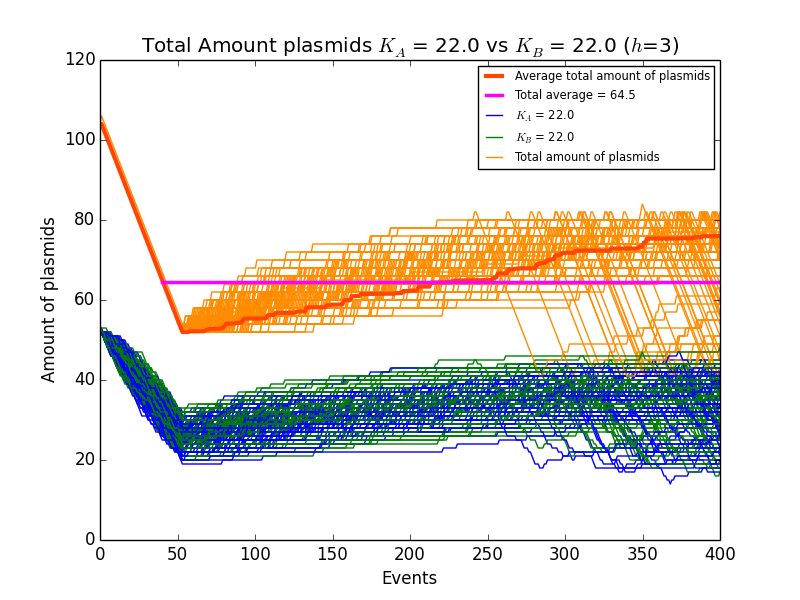 Total Amount plasmids K_A = 22.0 vs K_B = 22.0 (h=3)
120
100
80
60
40
20
0
Amount of plasmids
Average total amount of plasmids
Total average = 64.5
K_A = 22.0
K_B = 22.0
Total amount of plasmids
0 50 100 150 200 250 300 350 400
Events